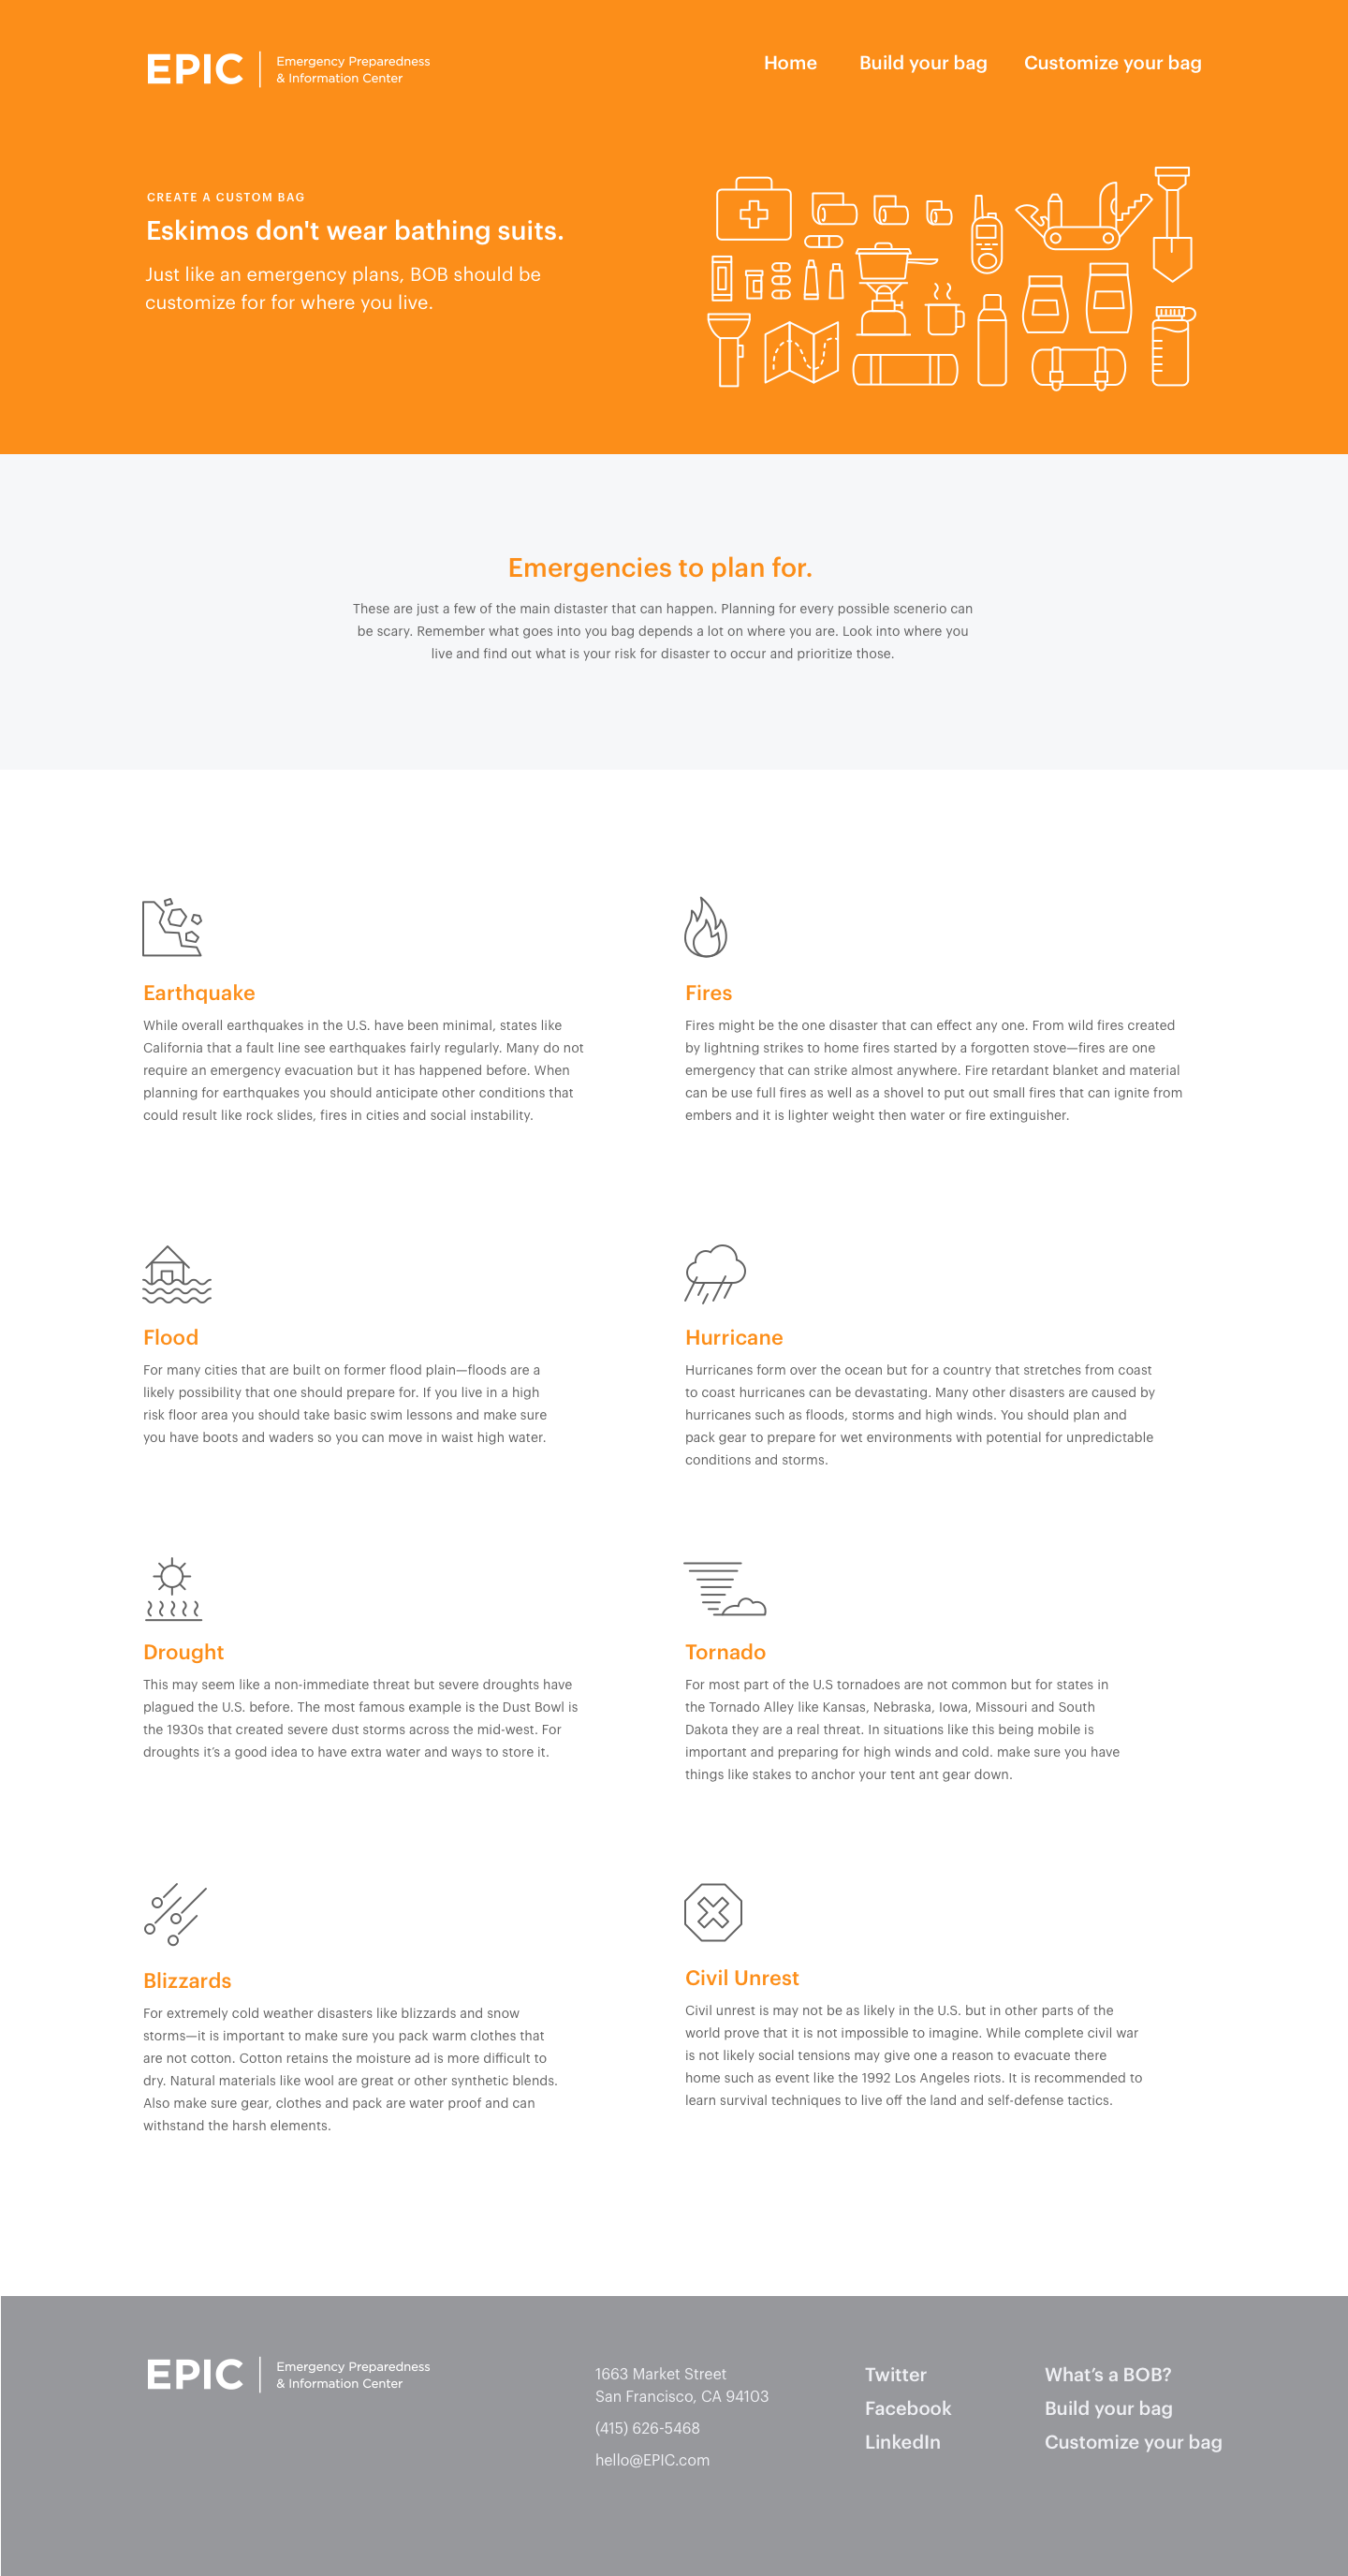 EPIC
Emergency Preparedness
& Information Center
Home Build your bag Customize your bag
CREATE A CUSTOM BAG
Eskimos don't wear bathing suits.
Just like an emergency plans, BOB should be
customize for for where you live.
Emergencies to plan for.
These are just a few of the main distaster that can happen. Planning for every possible scenerio can
be scary. Remember what goes into you bag depends a lot on where you are. Look into where you
live and find out what is your risk for disaster to occur and prioritize those.
Earthquake
While overall earthquakes in the U.S. have been minimal, states like
California that a fault line see earthquakes fairly regularly. Many do not
require an emergency evacuation but it has happened before. When
planning for earthquakes you should anticipate other conditions that
could result like rock slides, fires in cities and social instability.
Fires
Fires might be the one disaster that can effect any one. From wild fires created
by lightning strikes to home fires started by a forgotten stove—fires are one
emergency that can strike almost anywhere. Fire retardant blanket and material
can be use full fires as well as a shovel to put out small fires that can ignite from
embers and it is lighter weight then water or fire extinguisher.
Flood
For many cities that are built on former flood plain—floods are a
likely possibility that one should prepare for. If you live in a high
risk floor area you should take basic swim lessons and make sure
you have boots and waders so you can move in waist high water.
Hurricane
Hurricanes form over the ocean but for a country that stretches from coast
to coast hurricanes can be devastating. Many other disasters are caused by
hurricanes such as floods, storms and high winds. You should plan and
pack gear to prepare for wet environments with potential for unpredictable
conditions and storms.
Drought
This may seem like a non-immediate threat but severe droughts have
plagued the U.S. before. The most famous example is the Dust Bowl is
the 1930s that created severe dust storms across the mid-west. For
droughts it's a good idea to have extra water and ways to store it.
Tornado
For most part of the U.S tornadoes are not common but for states in
the Tornado Alley like Kansas, Nebraska, Iowa, Missouri and South
Dakota they are a real threat. In situations like this being mobile is
important and preparing for high winds and cold. make sure you have
things like stakes to anchor your tent ant gear down.
Blizzards
For extremely cold weather disasters like blizzards and snow
storms—it is important to make sure you pack warm clothes that
are not cotton. Cotton retains the moisture ad is more difficult to
dry. Natural materials like wool are great or other synthetic blends.
Also make sure gear, clothes and pack are water proof and can
withstand the harsh elements.
Civil Unrest
Civil unrest is may not be as likely in the U.S. but in other parts of the
world prove that it is not impossible to imagine. While complete civil war
is not likely social tensions may give one a reason to evacuate there
home such as event like the 1992 Los Angeles riots. It is recommended to
learn survival techniques to live off the land and self-defense tactics.
EPIC
Emergency Preparedness
& Information Center
1663 Market Street
San Francisco, CA 94103
(415) 626-5468
hello@EPIC.com
Twitter
Facebook
LinkedIn
What's a BOB?
Build your bag
Customize your bag